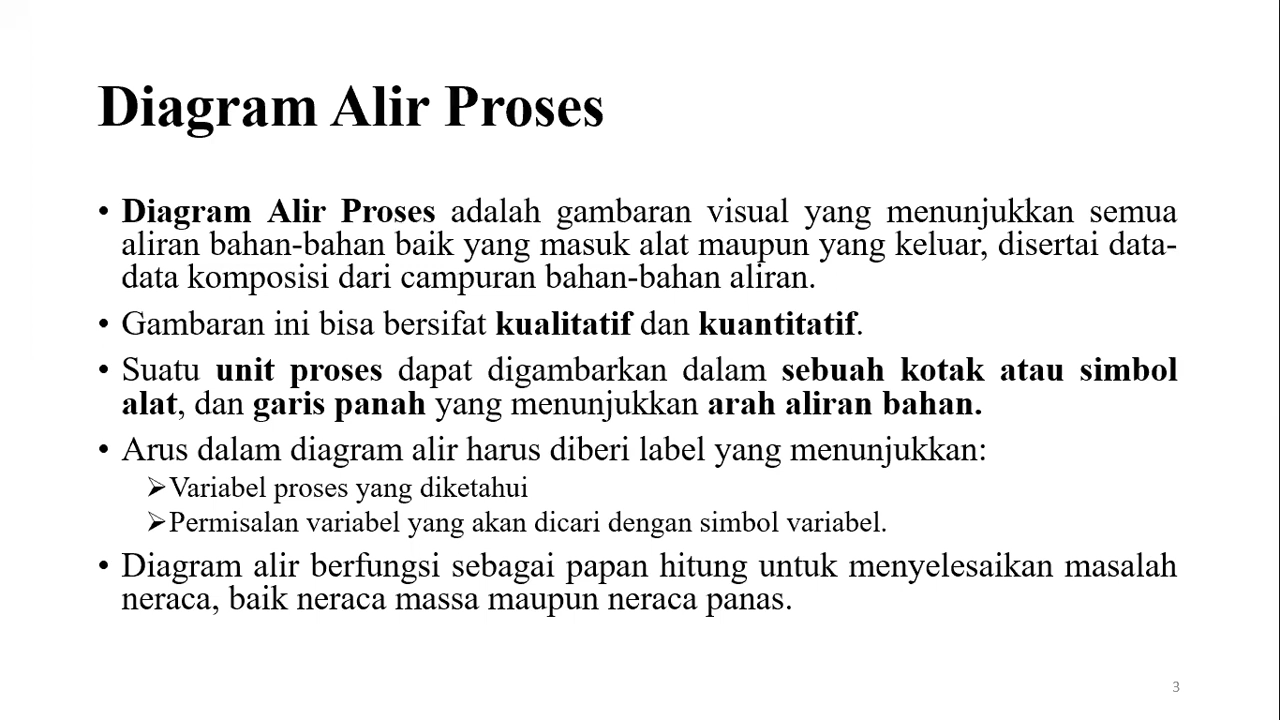 Diagram Alir Proses
• Diagram Alir Proses adalah gambaran visual yang menunjukkan semua
aliran bahan-bahan baik yang masuk alat maupun yang keluar, disertai data-
data komposisi dari campuran bahan-bahan aliran.
• Gambaran ini bisa bersifat kualitatif dan kuantitatif.
• Suatu unit proses dapat digambarkan dalam sebuah kotak atau simbol
alat, dan garis panah yang menunjukkan arah aliran bahan.
• Arus dalam diagram alir harus diberi label yang menunjukkan:
➢Variabel proses yang diketahui
➢Permisalan variabel yang akan dicari dengan simbol variabel.
• Diagram alir berfungsi sebagai papan hitung untuk menyelesaikan masalah
neraca, baik neraca massa maupun neraca panas.
3